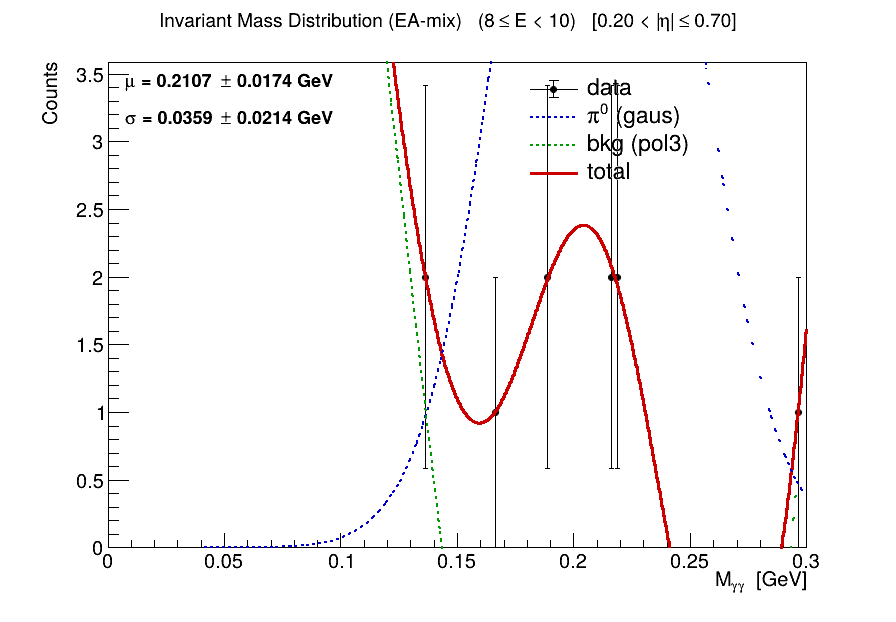 Invariant Mass Distribution (EA-mix) (8 ≤ E < 10) [0.20 < |η| ≤ 0.70]
Counts
μ = 0.2107 ± 0.0174 GeV
σ = 0.0359 ± 0.0214 GeV
data
π⁰ (gaus)
bkg (pol3)
total
3.5
3
2.5
2
1.5
1
0.5
0
0 0.05 0.1 0.15 0.2 0.25 0.3
M_γγ [GeV]